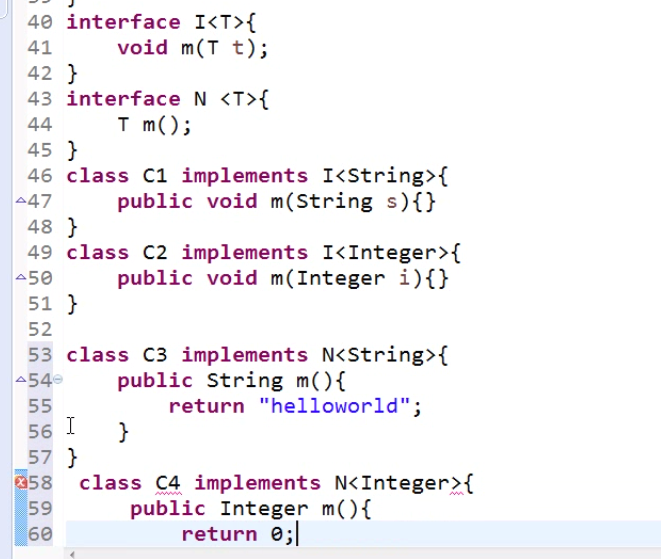 39 }
40 interface I<T>{
41     void m(T t);
42 }
43 interface N <T>{
44     T m();
45 }
46 class C1 implements I<String>{
47     public void m(String s){}
48 }
49 class C2 implements I<Integer>{
50     public void m(Integer i){}
51 }
52
53 class C3 implements N<String>{
54     public String m(){
55         return "helloworld";
56     }
57 }
58  class C4 implements N<Integer>{
59      public Integer m(){
60          return 0;